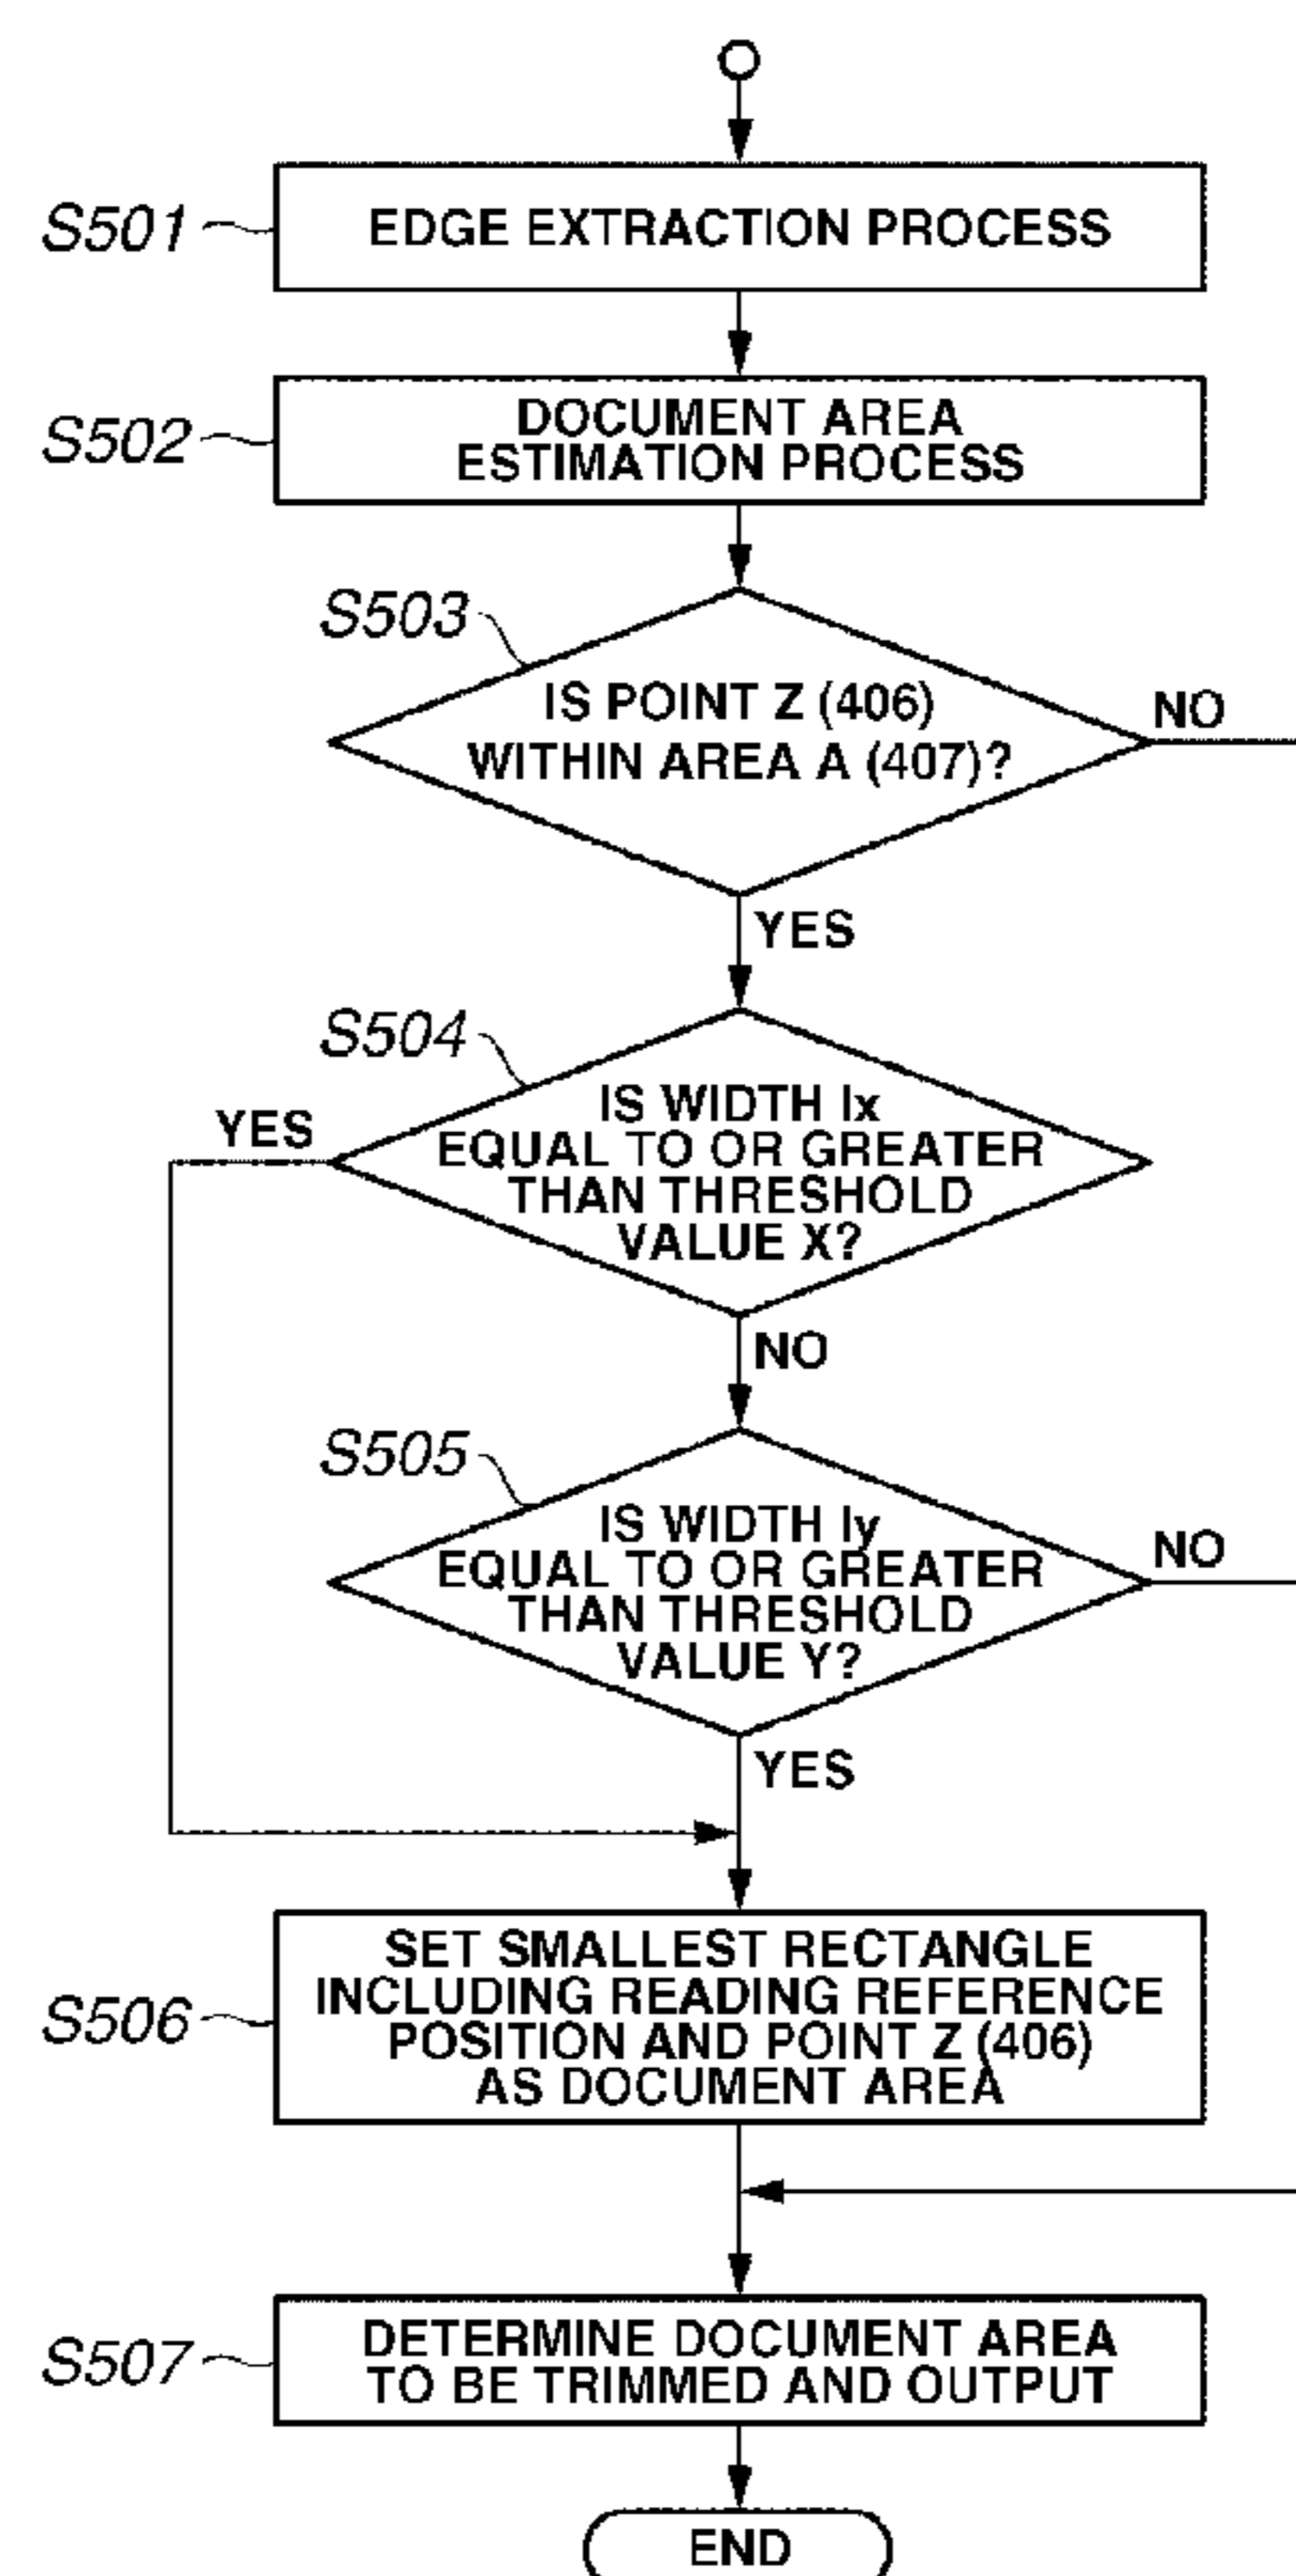 S501
EDGE EXTRACTION PROCESS
S502
DOCUMENT AREA
ESTIMATION PROCESS
S503
IS POINT Z (406)
WITHIN AREA A (407)?
NO
YES
S504
IS WIDTH lx
EQUAL TO OR GREATER
THAN THRESHOLD
VALUE X?
YES
NO
S505
IS WIDTH ly
EQUAL TO OR GREATER
THAN THRESHOLD
VALUE Y?
NO
YES
S506
SET SMALLEST RECTANGLE
INCLUDING READING REFERENCE
POSITION AND POINT Z (406)
AS DOCUMENT AREA
S507
DETERMINE DOCUMENT AREA
TO BE TRIMMED AND OUTPUT
END